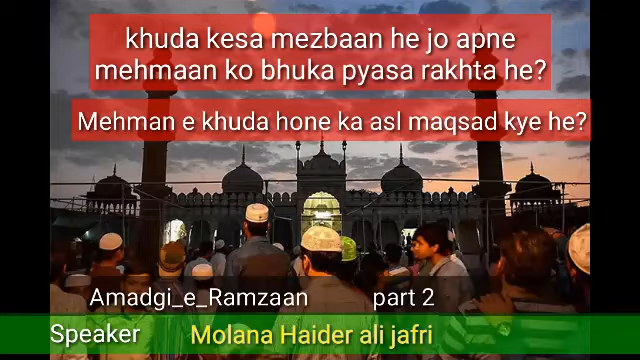 khuda kesa mezbaan he jo apne
mehmaan ko bhuka pyasa rakhta he?
Mehman e khuda hone ka asl maqsad kye he?
Amadgi_e_Ramzaan part 2
Speaker Molana Haider ali jafri